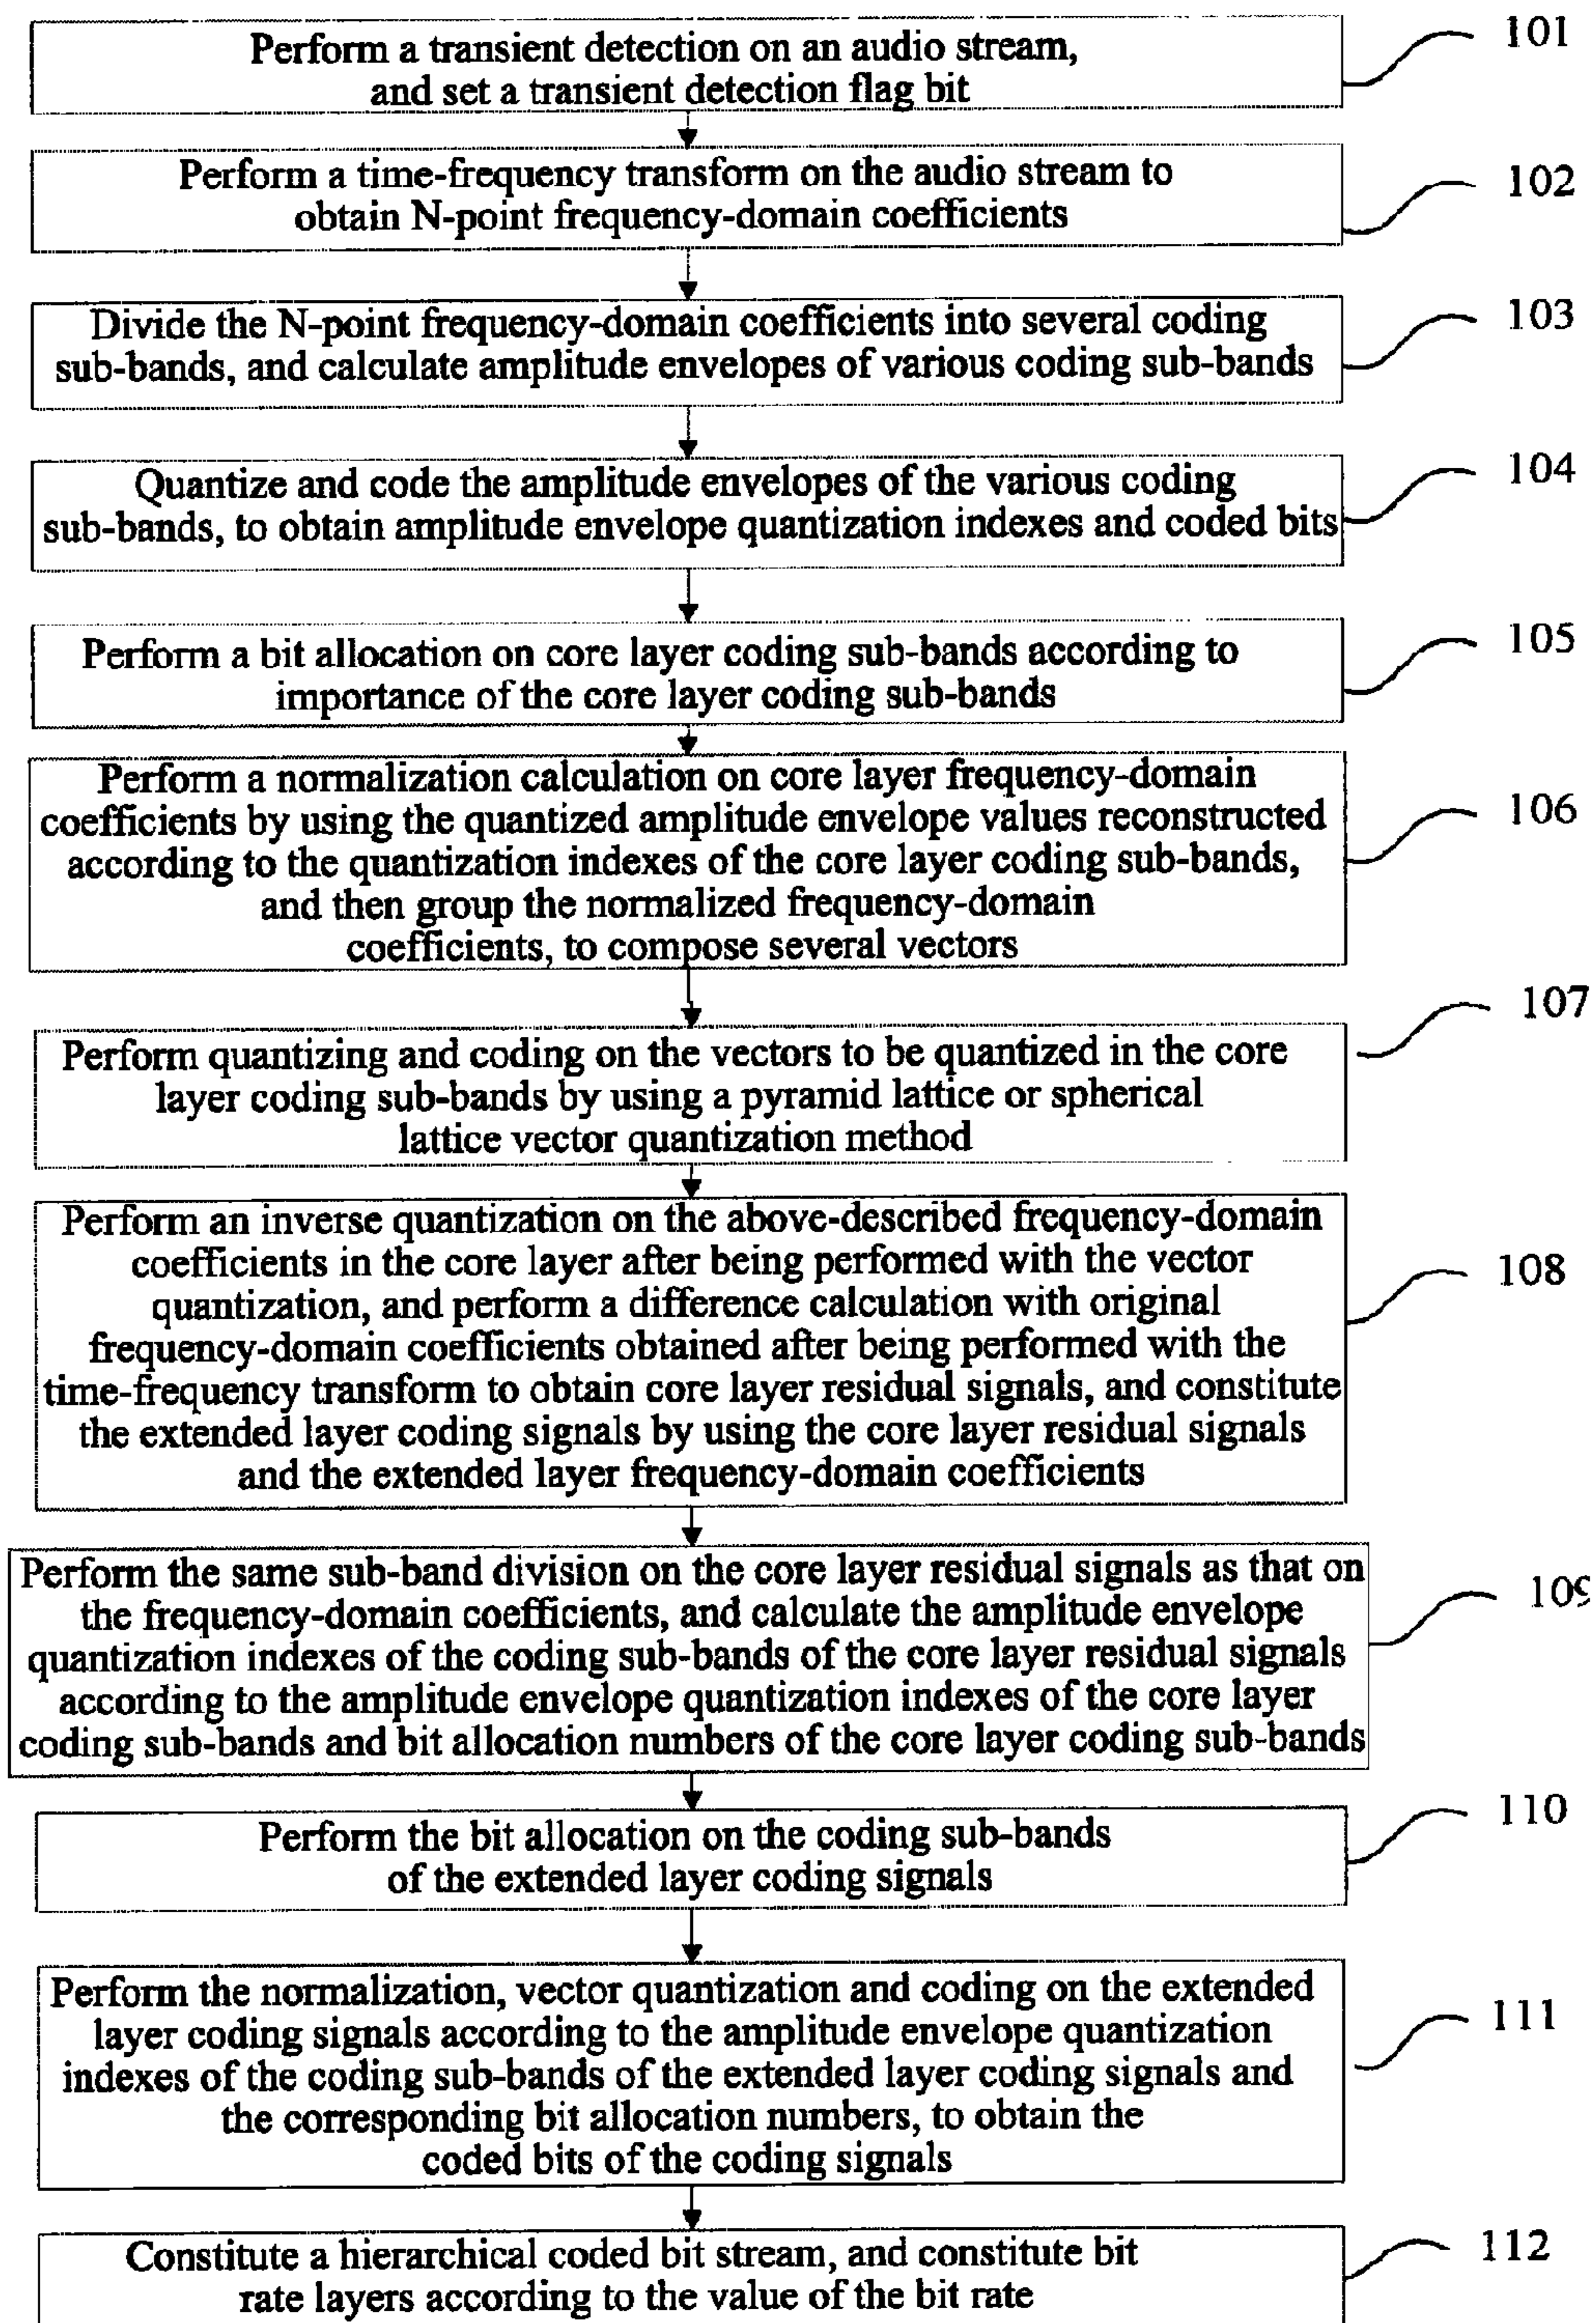 Perform a transient detection on an audio stream,
and set a transient detection flag bit
101
Perform a time-frequency transform on the audio stream to
obtain N-point frequency-domain coefficients
102
Divide the N-point frequency-domain coefficients into several coding
sub-bands, and calculate amplitude envelopes of various coding sub-bands
103
Quantize and code the amplitude envelopes of the various coding
sub-bands, to obtain amplitude envelope quantization indexes and coded bits
104
Perform a bit allocation on core layer coding sub-bands according to
importance of the core layer coding sub-bands
105
Perform a normalization calculation on core layer frequency-domain
coefficients by using the quantized amplitude envelope values reconstructed
according to the quantization indexes of the core layer coding sub-bands,
and then group the normalized frequency-domain
coefficients, to compose several vectors
106
Perform quantizing and coding on the vectors to be quantized in the core
layer coding sub-bands by using a pyramid lattice or spherical
lattice vector quantization method
107
Perform an inverse quantization on the above-described frequency-domain
coefficients in the core layer after being performed with the vector
quantization, and perform a difference calculation with original
frequency-domain coefficients obtained after being performed with the
time-frequency transform to obtain core layer residual signals, and constitute
the extended layer coding signals by using the core layer residual signals
and the extended layer frequency-domain coefficients
108
Perform the same sub-band division on the core layer residual signals as that on
the frequency-domain coefficients, and calculate the amplitude envelope
quantization indexes of the coding sub-bands of the core layer residual signals
according to the amplitude envelope quantization indexes of the core layer
coding sub-bands and bit allocation numbers of the core layer coding sub-bands
109
Perform the bit allocation on the coding sub-bands
of the extended layer coding signals
110
Perform the normalization, vector quantization and coding on the extended
layer coding signals according to the amplitude envelope quantization
indexes of the coding sub-bands of the extended layer coding signals and
the corresponding bit allocation numbers, to obtain the
coded bits of the coding signals
111
Constitute a hierarchical coded bit stream, and constitute bit
rate layers according to the value of the bit rate
112